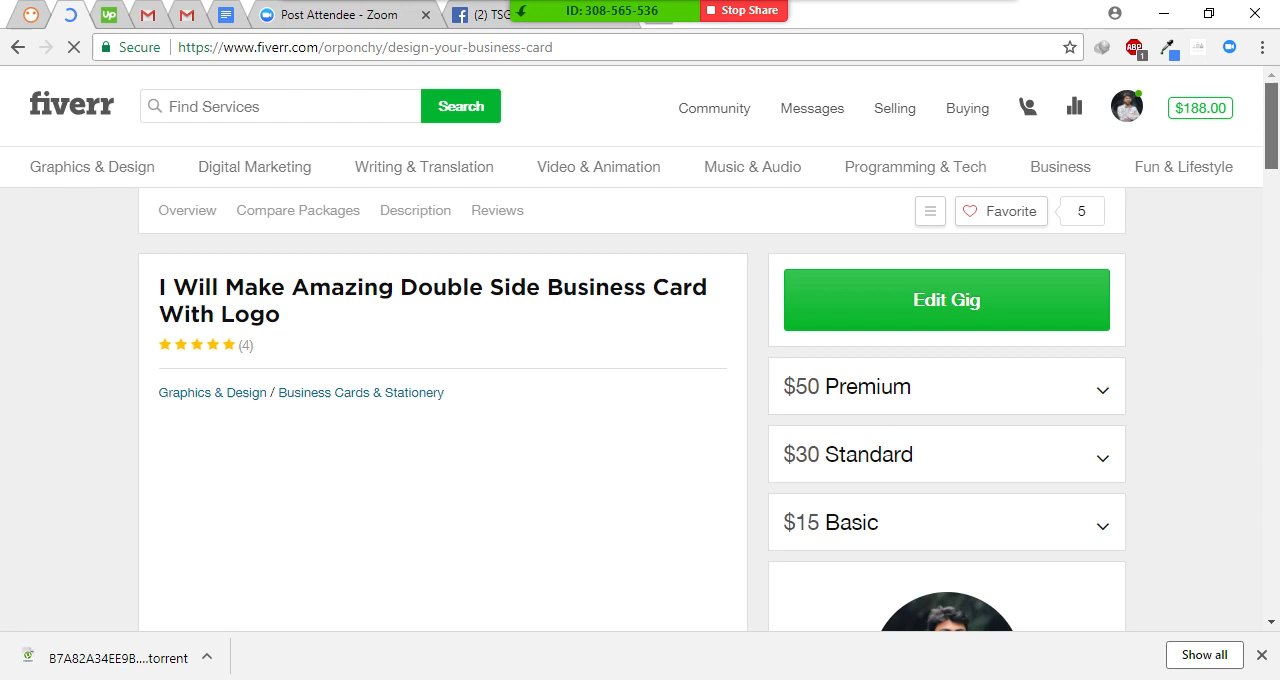 Up
Post Attendee - Zoom
(2) TSG
ID: 308-565-536
Stop Share
Secure
https://www.fiverr.com/orponchy/design-your-business-card
ABP
1
fiverr
Find Services
Search
Community
Messages
Selling
Buying
$188.00
Graphics & Design
Digital Marketing
Writing & Translation
Video & Animation
Music & Audio
Programming & Tech
Business
Fun & Lifestyle
Overview
Compare Packages
Description
Reviews
Favorite
5
I Will Make Amazing Double Side Business Card
With Logo
(4)
Graphics & Design / Business Cards & Stationery
Edit Gig
$50 Premium
$30 Standard
$15 Basic
B7A82A34EE9B....torrent
Show all